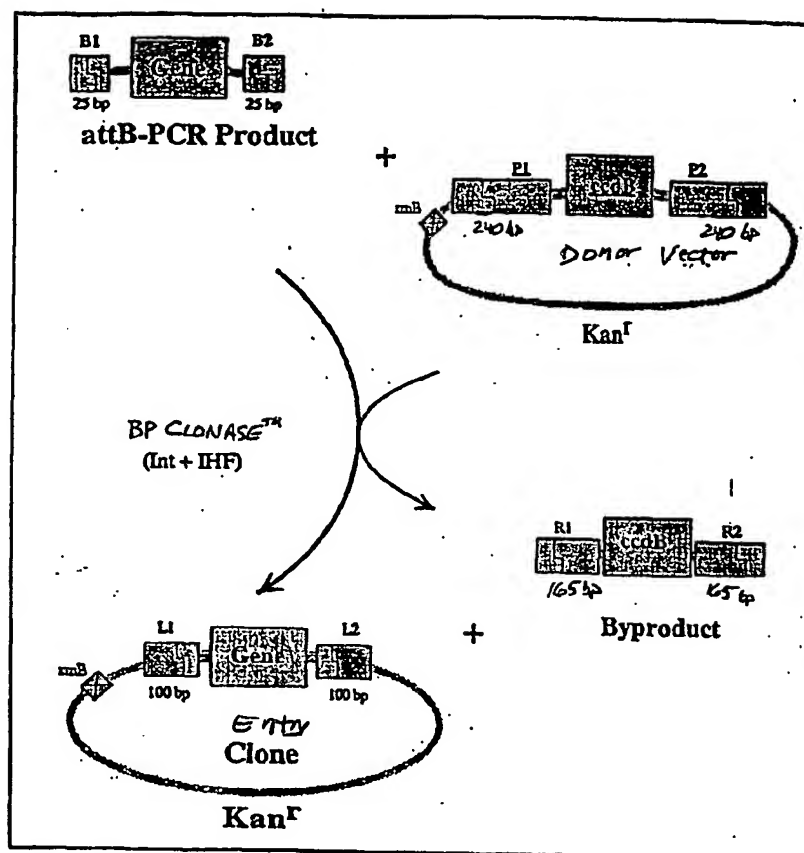 B1 B2
Gene
25 bp 25 bp
attB-PCR Product
+
P1 P2
ccdB
rrnB
240 bp 240 bp
Donor Vector
Kanr
BP CLONASE™
(Int + IHF)
R1 R2
ccdB
165 bp 165 bp
Byproduct
+
L1 L2
Gene
rrnB
100 bp 100 bp
Entry
Clone
Kanr